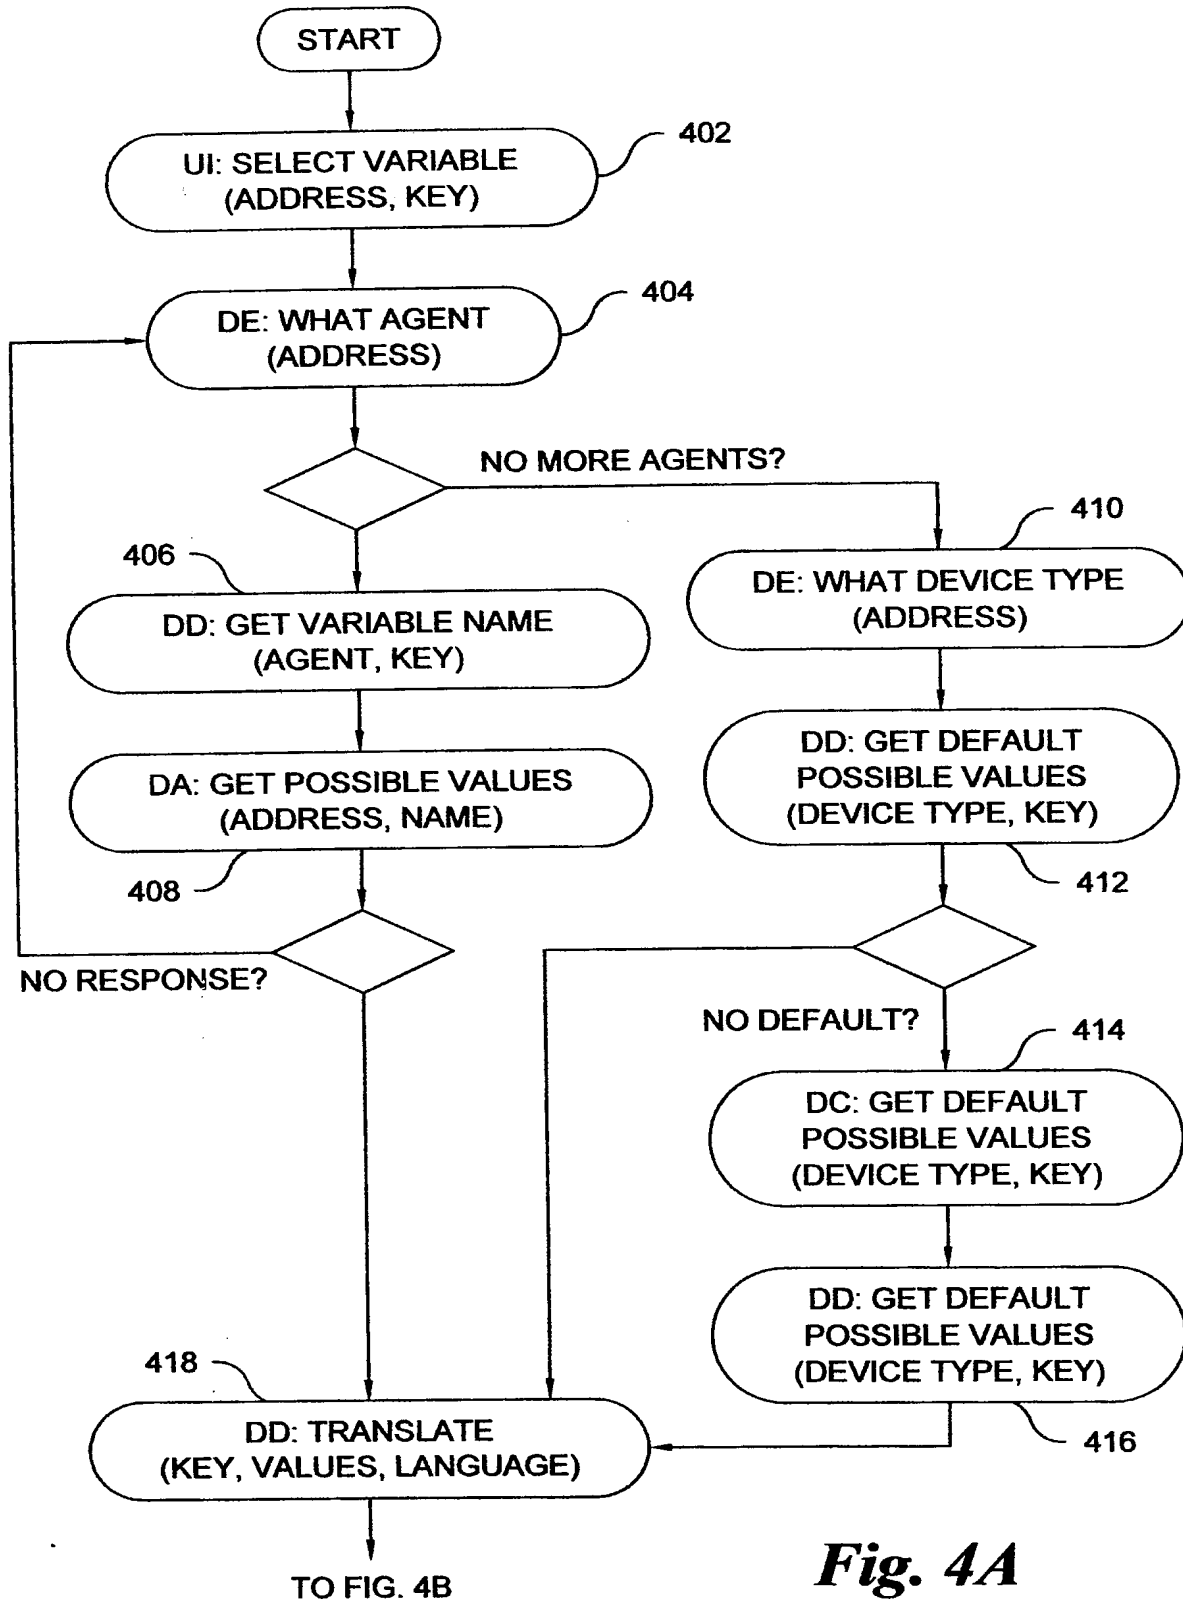 START
402
UI: SELECT VARIABLE
(ADDRESS, KEY)
404
DE: WHAT AGENT
(ADDRESS)
NO MORE AGENTS?
406
DD: GET VARIABLE NAME
(AGENT, KEY)
DA: GET POSSIBLE VALUES
(ADDRESS, NAME)
408
NO RESPONSE?
410
DE: WHAT DEVICE TYPE
(ADDRESS)
DD: GET DEFAULT
POSSIBLE VALUES
(DEVICE TYPE, KEY)
412
NO DEFAULT?
414
DC: GET DEFAULT
POSSIBLE VALUES
(DEVICE TYPE, KEY)
DD: GET DEFAULT
POSSIBLE VALUES
(DEVICE TYPE, KEY)
416
418
DD: TRANSLATE
(KEY, VALUES, LANGUAGE)
TO FIG. 4B
Fig. 4A